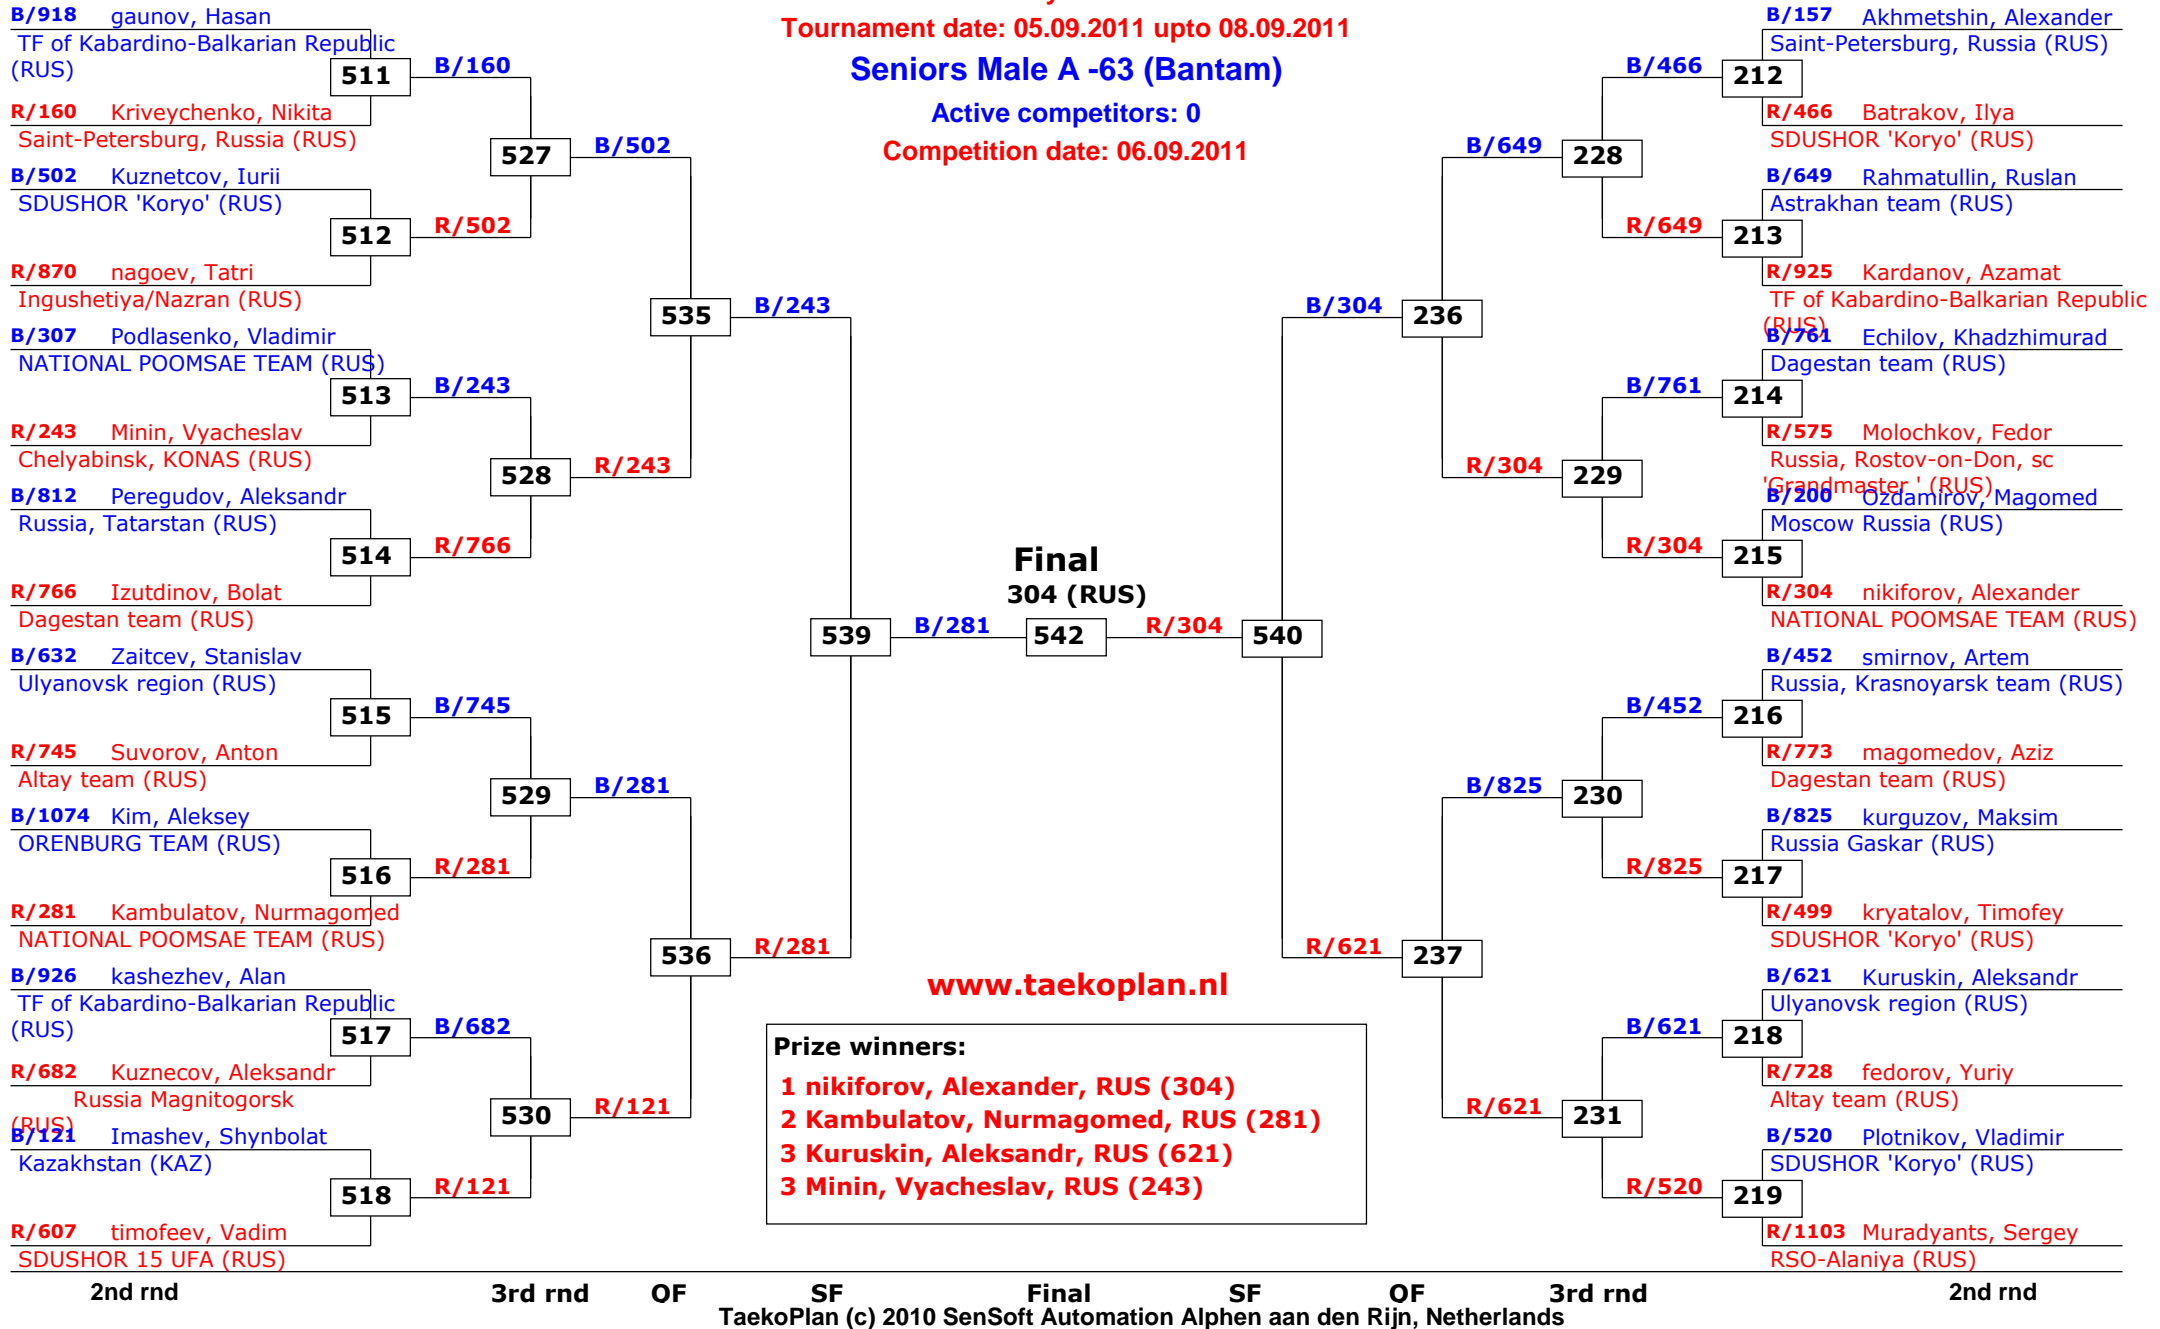 Tournament date: 05.09.2011 upto 08.09.2011
Seniors Male A -63 (Bantam)
Active competitors: 0
Competition date: 06.09.2011
B/918 gaunov, Hasan
TF of Kabardino-Balkarian Republic
(RUS)
511
R/160 Kriveychenko, Nikita
Saint-Petersburg, Russia (RUS)
B/502 Kuznetcov, Iurii
SDUSHOR 'Koryo' (RUS)
512
R/870 nagoev, Tatri
Ingushetiya/Nazran (RUS)
B/307 Podlasenko, Vladimir
NATIONAL POOMSAE TEAM (RUS)
513
R/243 Minin, Vyacheslav
Chelyabinsk, KONAS (RUS)
B/812 Peregudov, Aleksandr
Russia, Tatarstan (RUS)
514
R/766 Izutdinov, Bolat
Dagestan team (RUS)
B/632 Zaitcev, Stanislav
Ulyanovsk region (RUS)
515
R/745 Suvorov, Anton
Altay team (RUS)
B/1074 Kim, Aleksey
ORENBURG TEAM (RUS)
516
R/281 Kambulatov, Nurmagomed
NATIONAL POOMSAE TEAM (RUS)
B/926 kashezhev, Alan
TF of Kabardino-Balkarian Republic
(RUS)
517
R/682 Kuznecov, Aleksandr
Russia Magnitogorsk
(RUS)
B/121 Imashev, Shynbolat
Kazakhstan (KAZ)
518
R/607 timofeev, Vadim
SDUSHOR 15 UFA (RUS)
B/160
527
R/502
B/243
528
R/766
B/745
529
R/281
B/682
530
R/121
B/502
535
R/243
B/281
536
R/121
B/243
539
R/281
Final
304 (RUS)
B/281
542
R/304
540
B/304
R/621
B/649
236
R/304
B/825
237
R/621
B/466
228
R/649
B/761
229
R/304
B/452
230
R/825
B/621
231
R/520
B/157 Akhmetshin, Alexander
Saint-Petersburg, Russia (RUS)
212
R/466 Batrakov, Ilya
SDUSHOR 'Koryo' (RUS)
B/649 Rahmatullin, Ruslan
Astrakhan team (RUS)
213
R/925 Kardanov, Azamat
TF of Kabardino-Balkarian Republic
(RUS)
B/761 Echilov, Khadzhimurad
Dagestan team (RUS)
214
R/575 Molochkov, Fedor
Russia, Rostov-on-Don, sc
'Grandmaster ' (RUS)
B/200 Ozdamirov, Magomed
Moscow Russia (RUS)
215
R/304 nikiforov, Alexander
NATIONAL POOMSAE TEAM (RUS)
B/452 smirnov, Artem
Russia, Krasnoyarsk team (RUS)
216
R/773 magomedov, Aziz
Dagestan team (RUS)
B/825 kurguzov, Maksim
Russia Gaskar (RUS)
217
R/499 kryatalov, Timofey
SDUSHOR 'Koryo' (RUS)
B/621 Kuruskin, Aleksandr
Ulyanovsk region (RUS)
218
R/728 fedorov, Yuriy
Altay team (RUS)
B/520 Plotnikov, Vladimir
SDUSHOR 'Koryo' (RUS)
219
R/1103 Muradyants, Sergey
RSO-Alaniya (RUS)
www.taekoplan.nl
Prize winners:
1 nikiforov, Alexander, RUS (304)
2 Kambulatov, Nurmagomed, RUS (281)
3 Kuruskin, Aleksandr, RUS (621)
3 Minin, Vyacheslav, RUS (243)
2nd rnd 3rd rnd OF SF Final SF OF 3rd rnd 2nd rnd
TaekoPlan (c) 2010 SenSoft Automation Alphen aan den Rijn, Netherlands